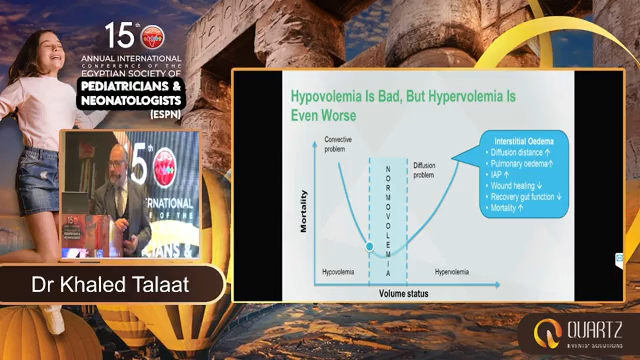 15th
ANNUAL INTERNATIONAL
CONFERENCE OF THE
EGYPTIAN SOCIETY OF
PEDIATRICIANS &
NEONATOLOGISTS
(ESPN)
Dr Khaled Talaat
Hypovolemia Is Bad, But Hypervolemia Is
Even Worse
Convective
problem
Diffusion
problem
NORMOVOLEMIA
Mortality
Hypovolemia
Hypervolemia
Volume status
Interstitial Oedema
• Diffusion distance ↑
• Pulmonary oedema↑
• IAP ↑
• Wound healing ↓
• Recovery gut function ↓
• Mortality ↑
QUARTZ
EVENTS' SOLUTIONS